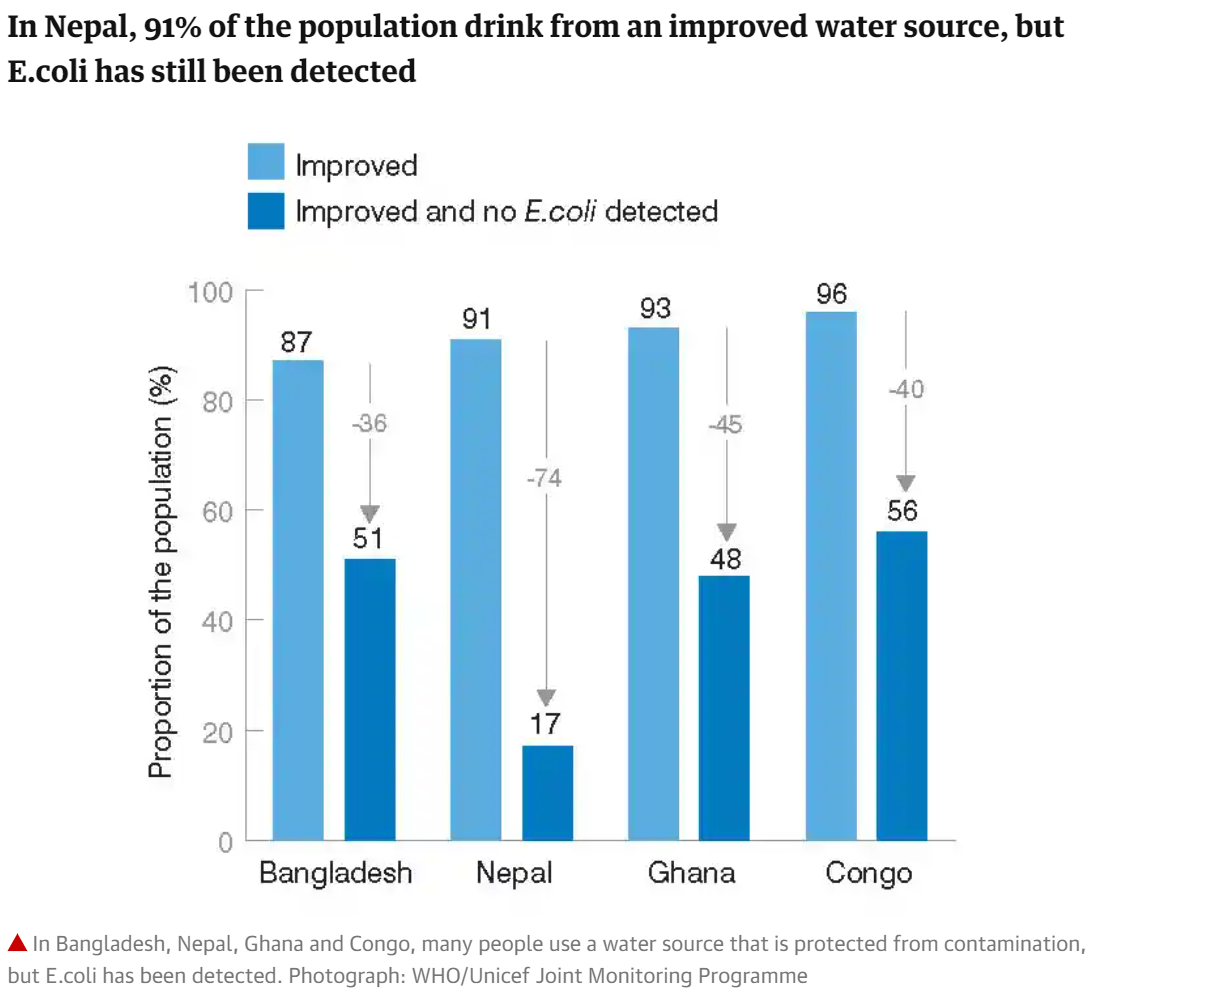 In Nepal, 91% of the population drink from an improved water source, but
E.coli has still been detected
Improved
Improved and no E.coli detected
Proportion of the population (%)
100
80
60
40
20
0
87
-36
51
91
-74
17
93
-45
48
96
-40
56
Bangladesh
Nepal
Ghana
Congo
In Bangladesh, Nepal, Ghana and Congo, many people use a water source that is protected from contamination,
but E.coli has been detected. Photograph: WHO/Unicef Joint Monitoring Programme